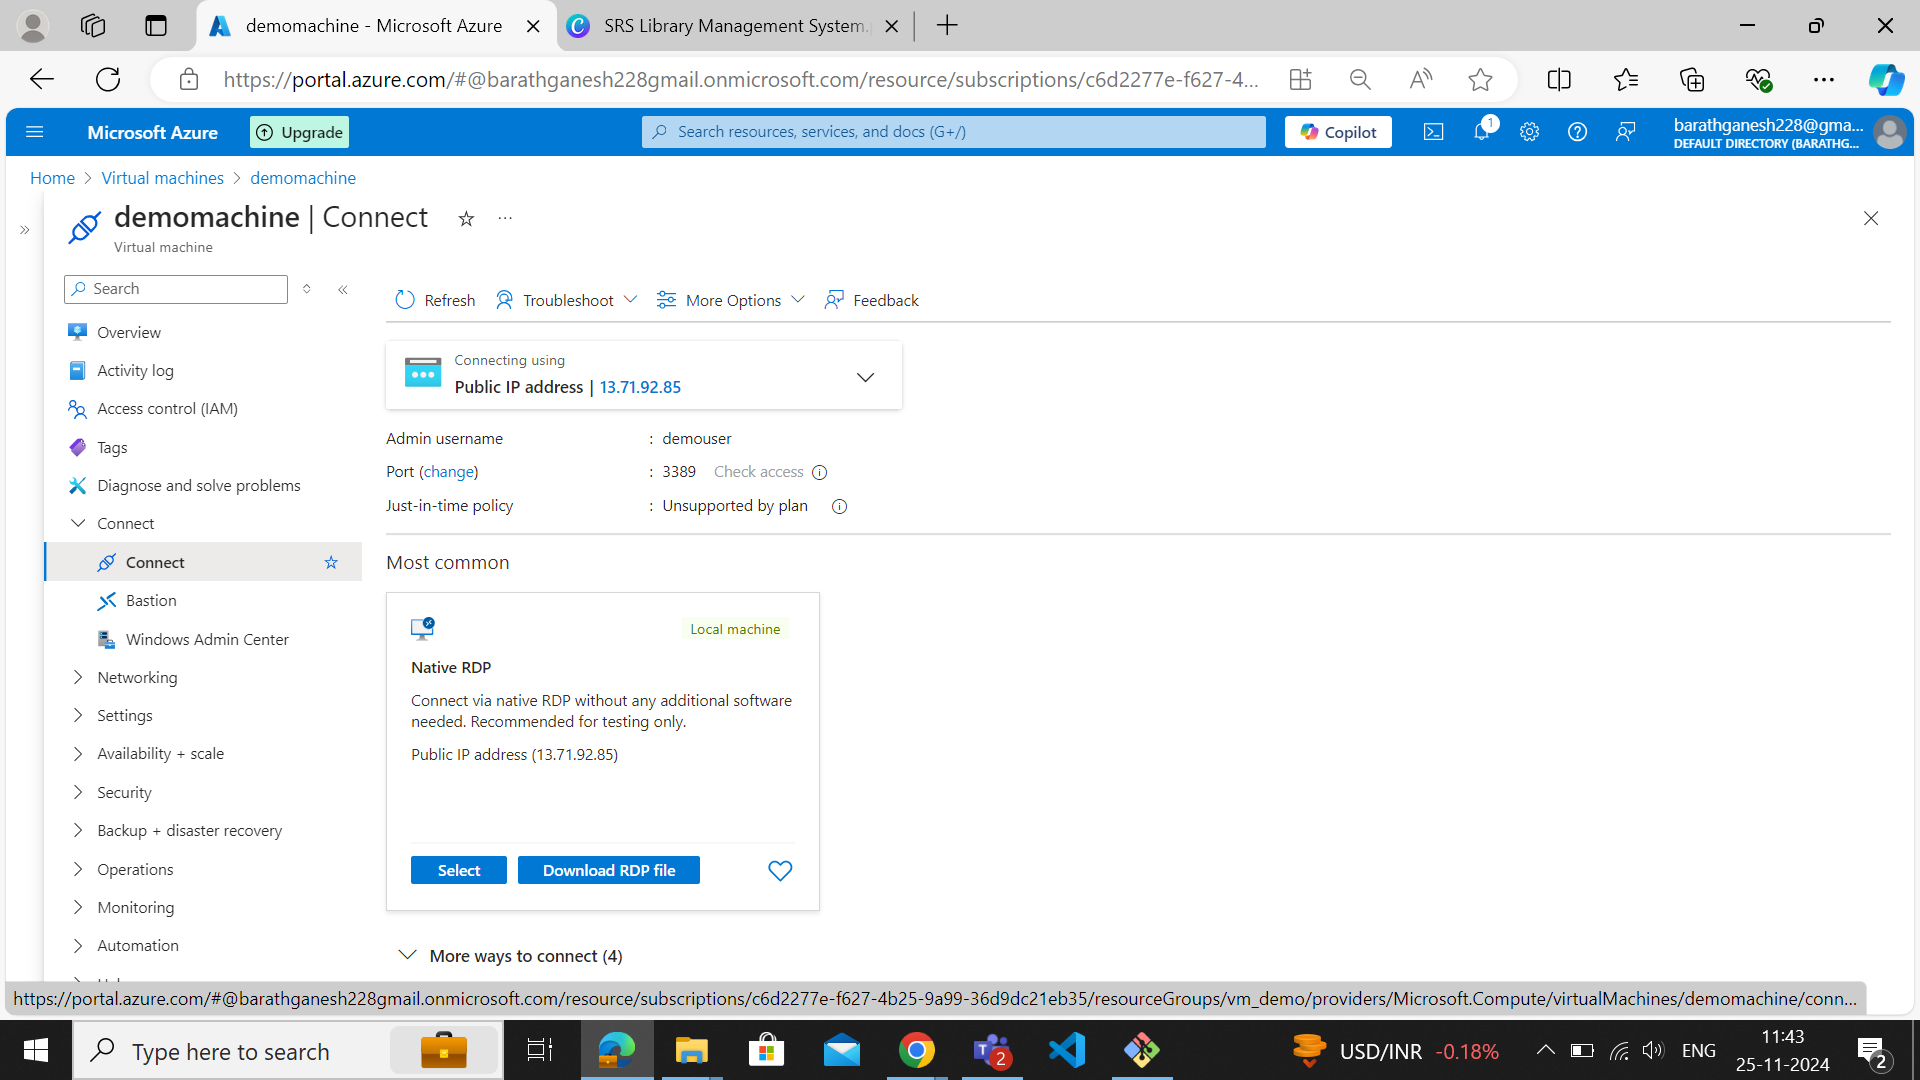 demomachine - Microsoft Azure
SRS Library Management System.
https://portal.azure.com/#@barathganesh228gmail.onmicrosoft.com/resource/subscriptions/c6d2277e-f627-4...
Microsoft Azure
Upgrade
Search resources, services, and docs (G+/)
Copilot
1
barathganesh228@gma...
DEFAULT DIRECTORY (BARATHG...
Home > Virtual machines > demomachine
demomachine | Connect
Virtual machine
Search
Overview
Activity log
Access control (IAM)
Tags
Diagnose and solve problems
Connect
Connect
Bastion
Windows Admin Center
Networking
Settings
Availability + scale
Security
Backup + disaster recovery
Operations
Monitoring
Automation
Refresh
Troubleshoot
More Options
Feedback
Connecting using
Public IP address | 13.71.92.85
Admin username : demouser
Port (change) : 3389 Check access
Just-in-time policy : Unsupported by plan
Most common
Local machine
Native RDP
Connect via native RDP without any additional software
needed. Recommended for testing only.
Public IP address (13.71.92.85)
Select
Download RDP file
More ways to connect (4)
https://portal.azure.com/#@barathganesh228gmail.onmicrosoft.com/resource/subscriptions/c6d2277e-f627-4b25-9a99-36d9dc21eb35/resourceGroups/vm_demo/providers/Microsoft.Compute/virtualMachines/demomachine/conn...
Type here to search
2
USD/INR -0.18%
ENG
11:43
25-11-2024
2